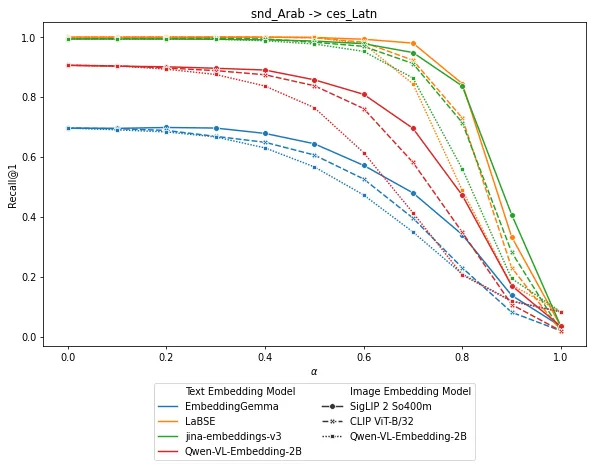 snd_Arab -> ces_Latn
1.0
0.8
0.6
0.4
0.2
0.0
Recall@1
0.0 0.2 0.4 0.6 0.8 1.0
α
Text Embedding Model Image Embedding Model
EmbeddingGemma SigLIP 2 So400m
LaBSE CLIP ViT-B/32
jina-embeddings-v3 Qwen-VL-Embedding-2B
Qwen-VL-Embedding-2B